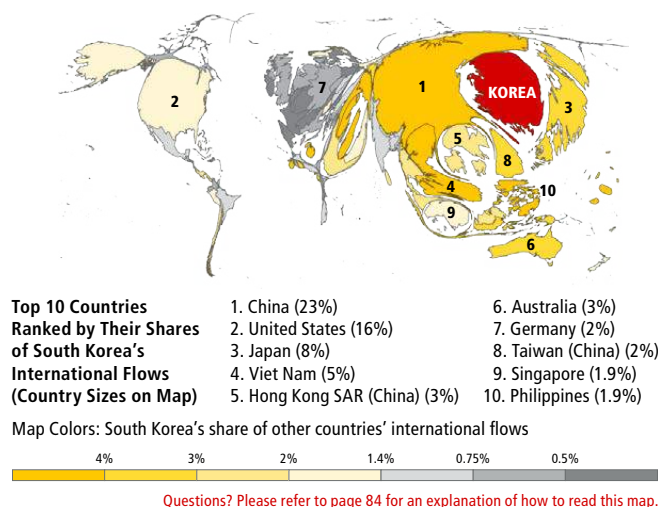 1
2
3
4
5
6
7
8
9
10
KOREA
Top 10 Countries
Ranked by Their Shares
of South Korea's
International Flows
(Country Sizes on Map)
1. China (23%)
2. United States (16%)
3. Japan (8%)
4. Viet Nam (5%)
5. Hong Kong SAR (China) (3%)
6. Australia (3%)
7. Germany (2%)
8. Taiwan (China) (2%)
9. Singapore (1.9%)
10. Philippines (1.9%)
Map Colors: South Korea's share of other countries' international flows
4% 3% 2% 1.4% 0.75% 0.5%
Questions? Please refer to page 84 for an explanation of how to read this map.